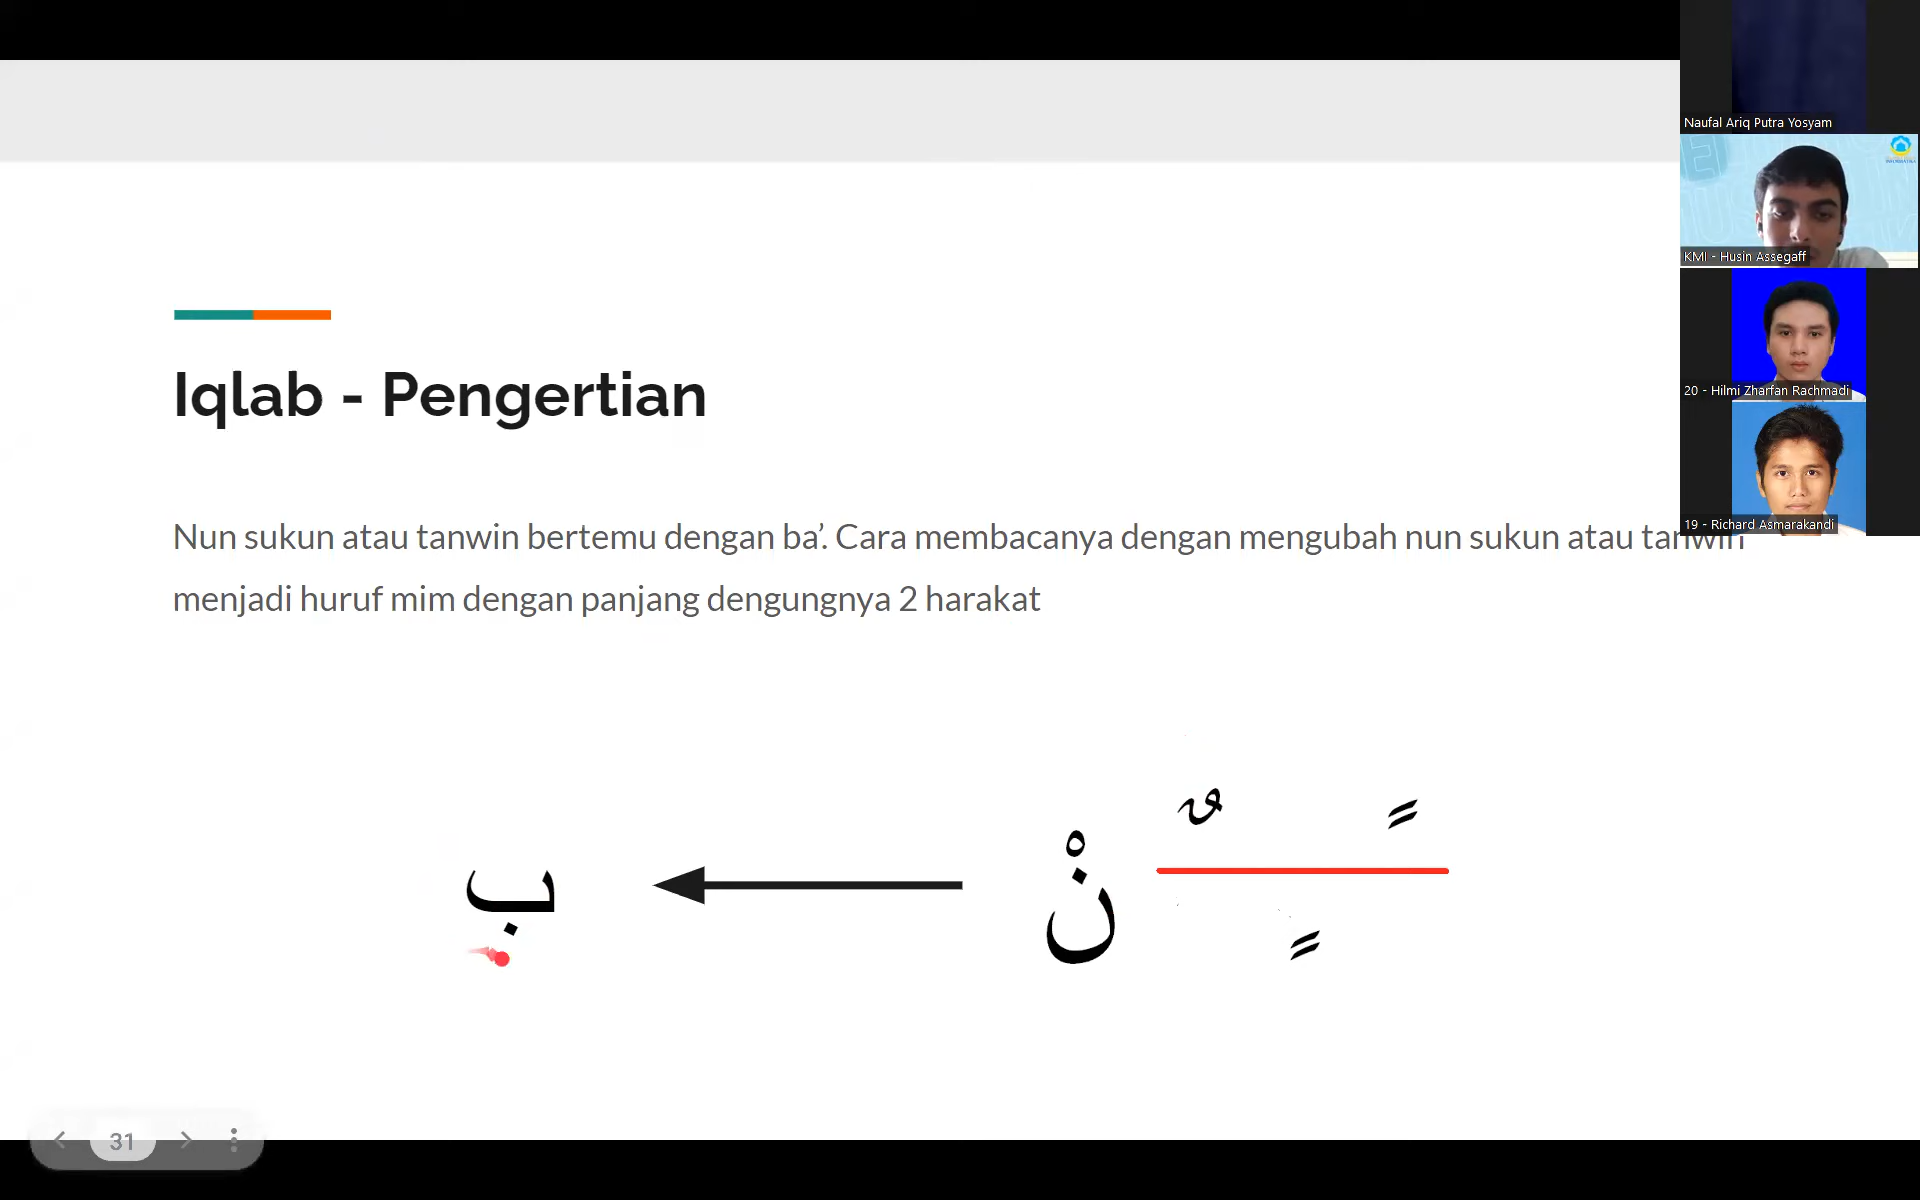 Naufal Ariq Putra Yosyam
KMI - Husin Assegaff
20 - Hilmi Zharfan Rachmadi
19 - Richard Asmarakandi
Iqlab - Pengertian
Nun sukun atau tanwin bertemu dengan ba’. Cara membacanya dengan mengubah nun sukun atau tanwin
menjadi huruf mim dengan panjang dengungnya 2 harakat
نْ ً ٍ ٌ
ب
31